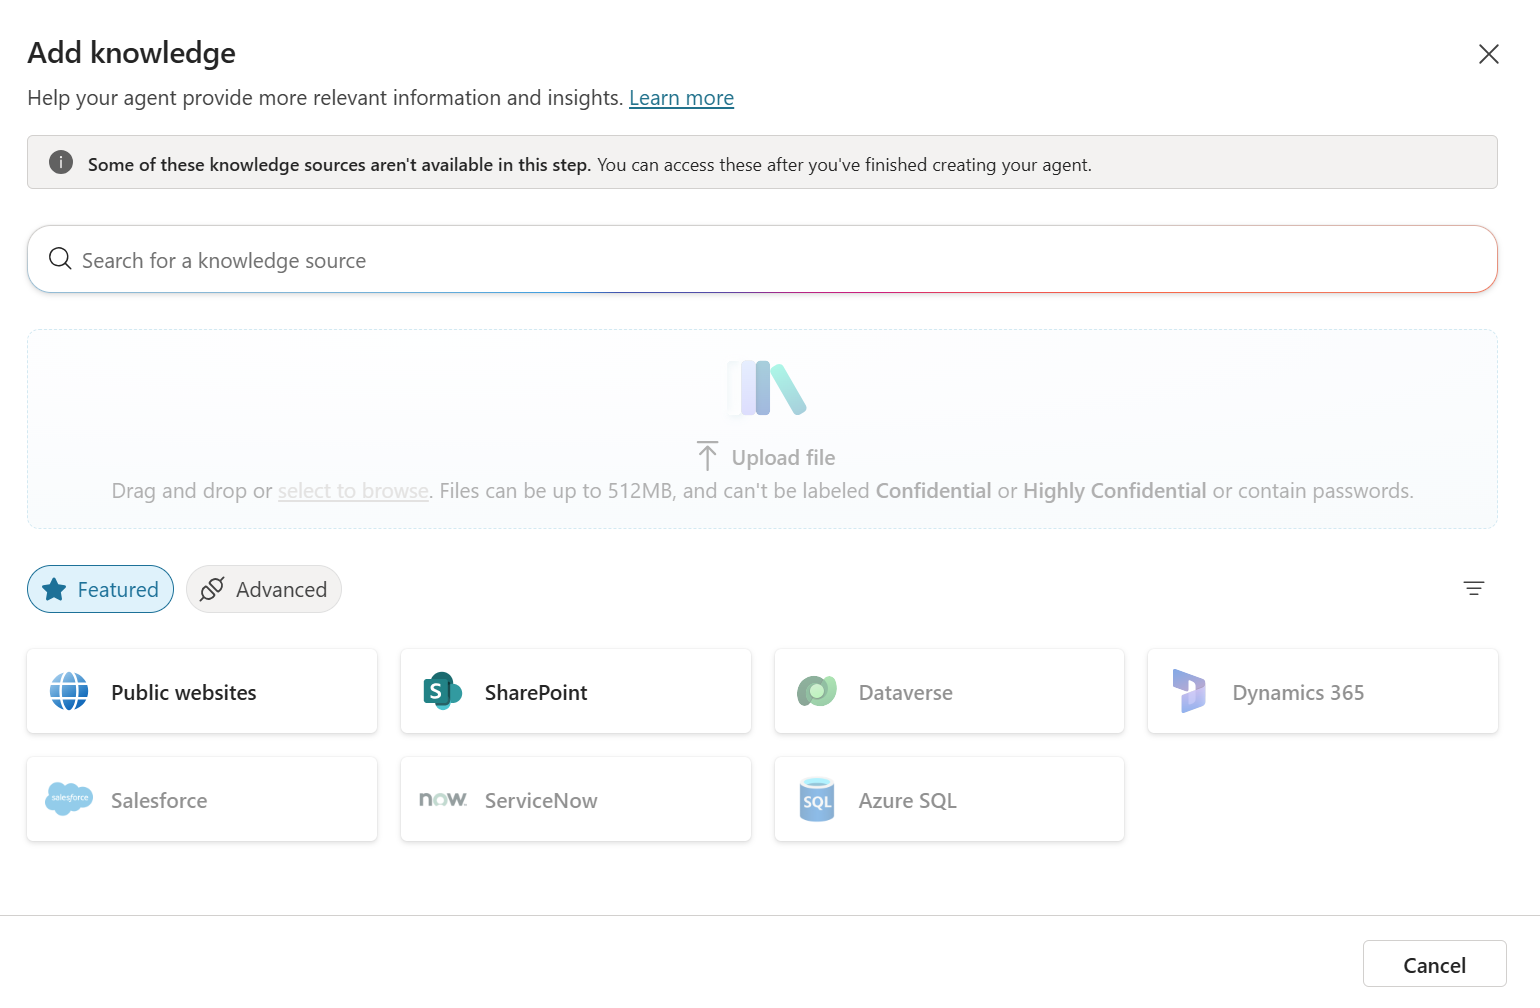 Add knowledge
Help your agent provide more relevant information and insights. Learn more
Some of these knowledge sources aren't available in this step. You can access these after you've finished creating your agent.
Search for a knowledge source
Upload file
Drag and drop or select to browse. Files can be up to 512MB, and can't be labeled Confidential or Highly Confidential or contain passwords.
Featured
Advanced
Public websites
S
SharePoint
Dataverse
Dynamics 365
salesforce
Salesforce
now.
ServiceNow
SQL
Azure SQL
Cancel